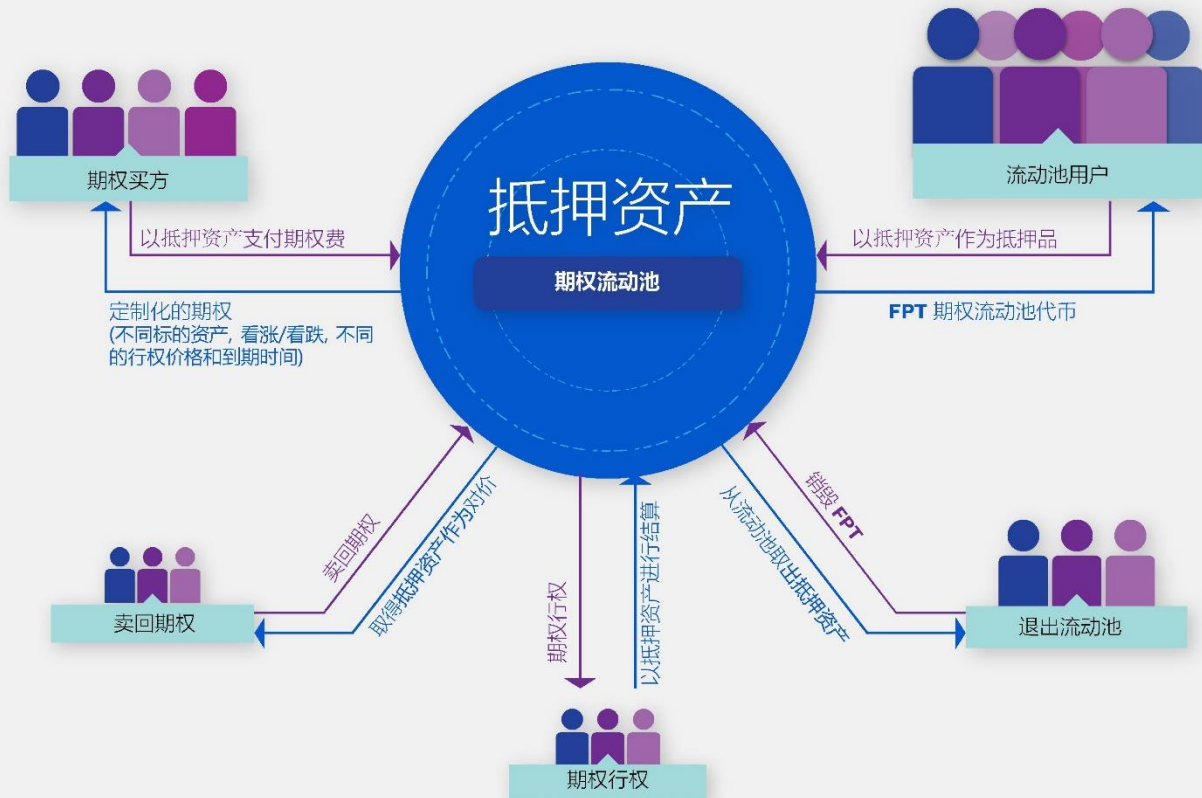 期权买方
流动池用户
抵押资产
期权流动池
以抵押资产支付期权费
以抵押资产作为抵押品
定制化的期权
(不同标的资产, 看涨/看跌, 不同
的行权价格和到期时间)
FPT 期权流动池代币
卖回期权
取得抵押资产作为对价
期权行权
以抵押资产进行结算
从流动池取出抵押资产
销毁 FPT
卖回期权
退出流动池
期权行权